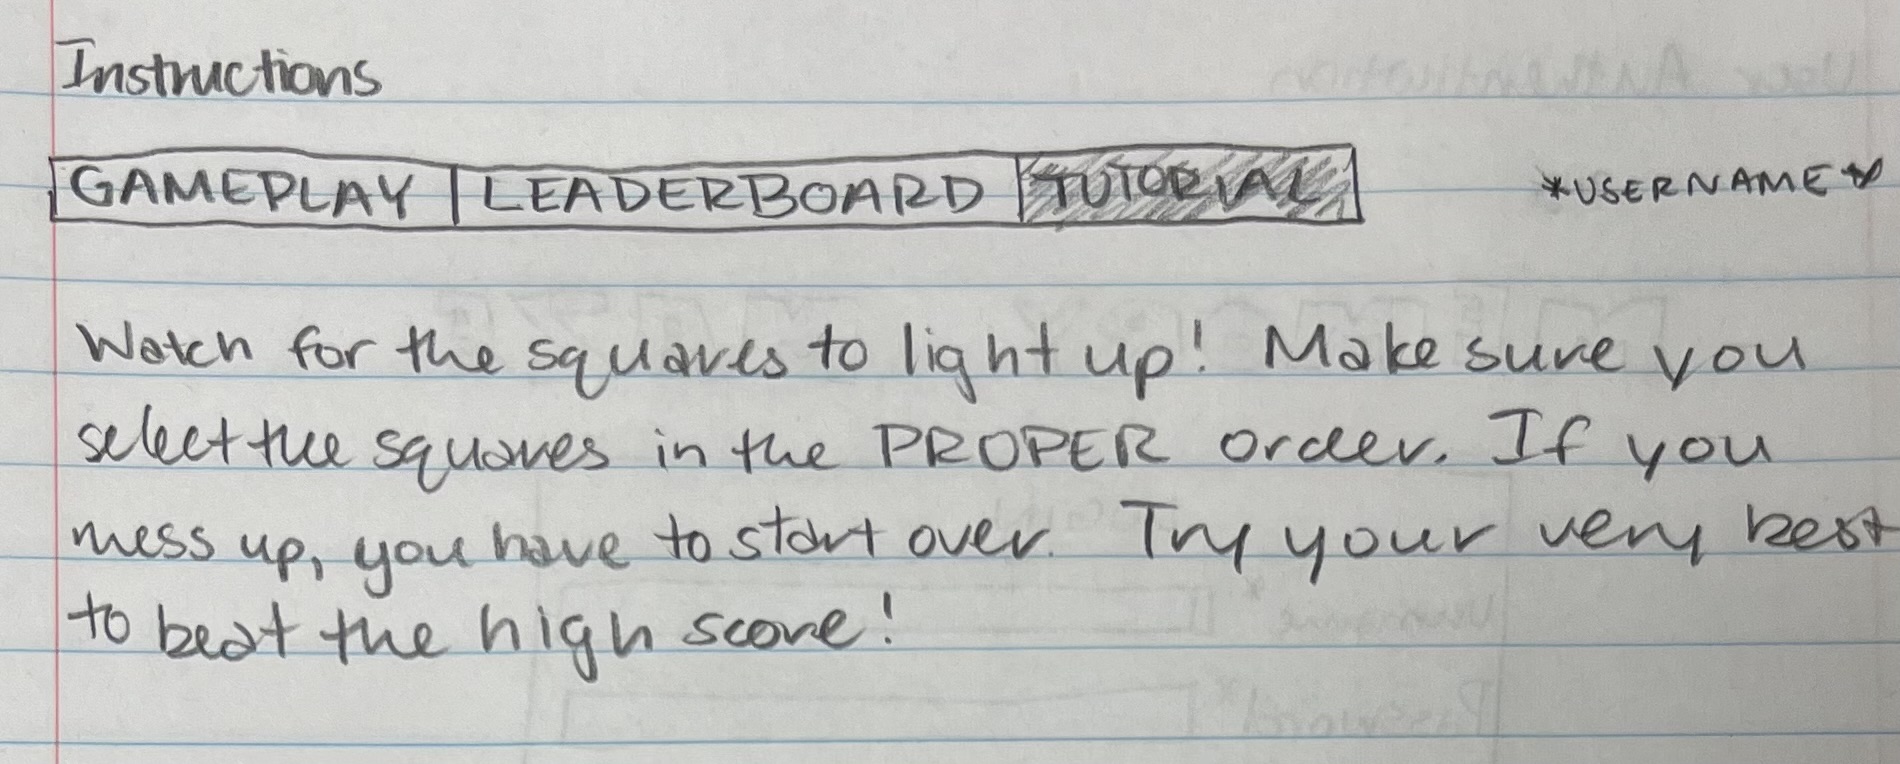 Instructions
GAMEPLAY LEADERBOARD TUTORIAL *USERNAME*
Watch for the squares to light up! Make sure you
select the squares in the PROPER order. If you
mess up, you have to start over. Try your very best
to beat the high score!